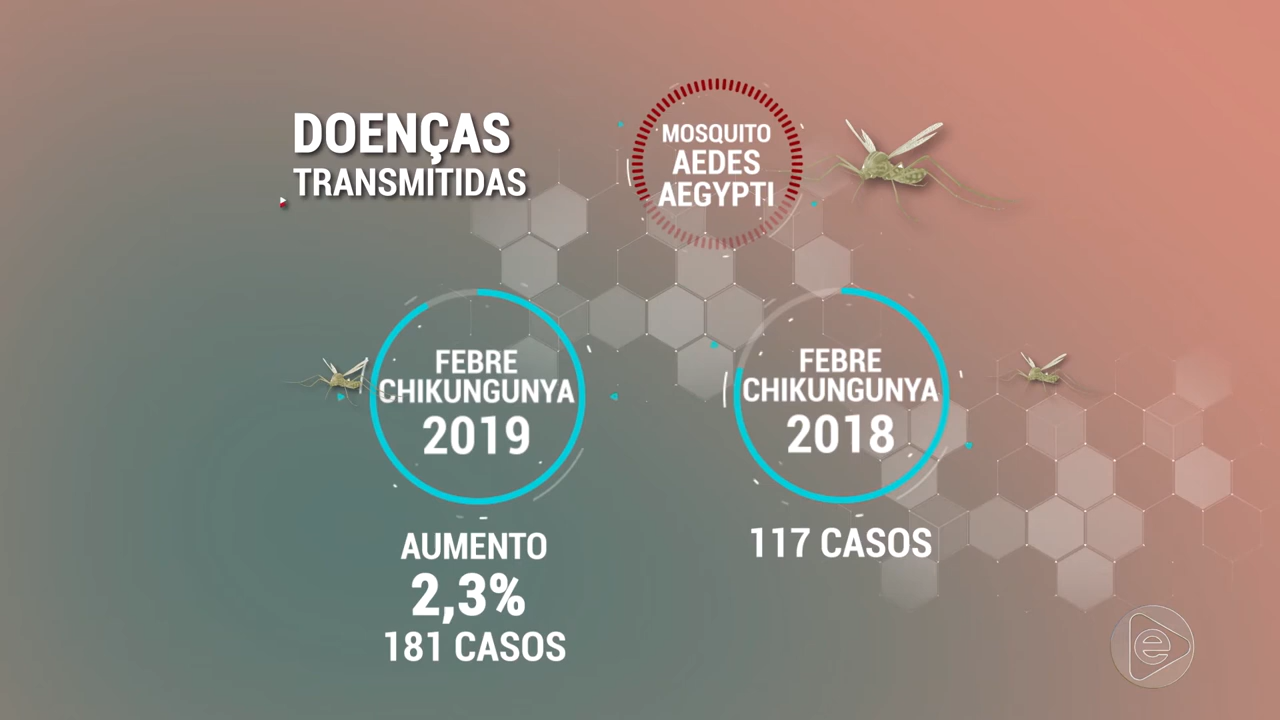 DOENÇAS
TRANSMITIDAS
MOSQUITO
AEDES
AEGYPTI
FEBRE
CHIKUNGUNYA
2019
AUMENTO
2,3%
181 CASOS
FEBRE
CHIKUNGUNYA
2018
117 CASOS
e